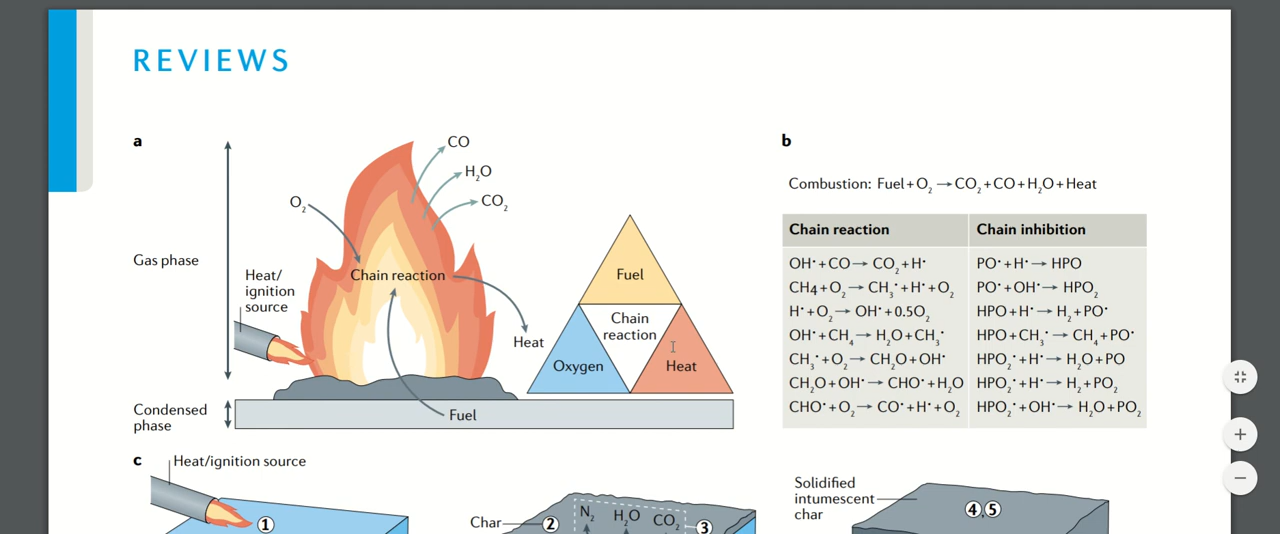 REVIEWS
a
CO
H₂O
CO₂
O₂
Gas phase
Chain reaction
Heat/
ignition
source
Heat
Condensed
phase
Fuel
Fuel
Chain
reaction
Oxygen
Heat
b
Combustion: Fuel + O₂ → CO₂ + CO + H₂O + Heat
Chain reaction
OH• + CO → CO₂ + H•
CH4 + O₂ → CH₃• + H• + O₂
H• + O₂ → OH• + 0.5O₂
OH• + CH₄ → H₂O + CH₃•
CH₃• + O₂ → CH₂O + OH•
CH₂O + OH• → CHO• + H₂O
CHO• + O₂ → CO• + H• + O₂
Chain inhibition
PO• + H• → HPO
PO• + OH• → HPO₂
HPO + H• → H₂ + PO•
HPO + CH₃• → CH₄ + PO•
HPO₂• + H• → H₂O + PO
HPO₂• + H• → H₂ + PO₂
HPO₂• + OH• → H₂O + PO₂
c
Heat/ignition source
①
Char
②
N₂
H₂O
CO₂
③
Solidified
intumescent
char
④,⑤